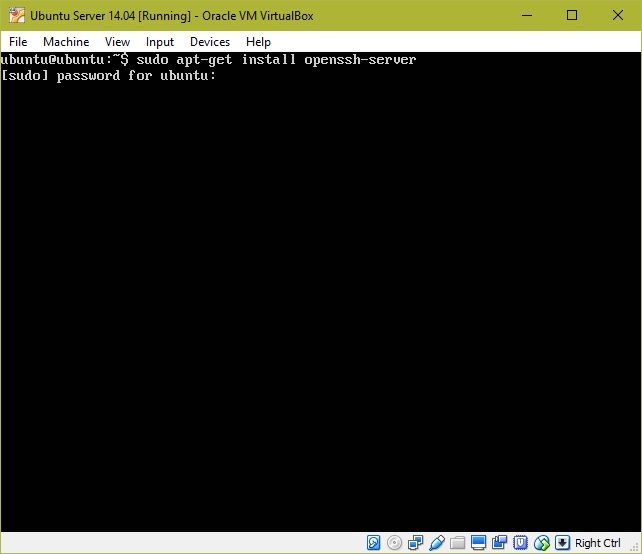 Ubuntu Server 14.04 [Running] - Oracle VM VirtualBox
File Machine View Input Devices Help
ubuntu@ubuntu:~$ sudo apt-get install openssh-server
[sudo] password for ubuntu:
Right Ctrl